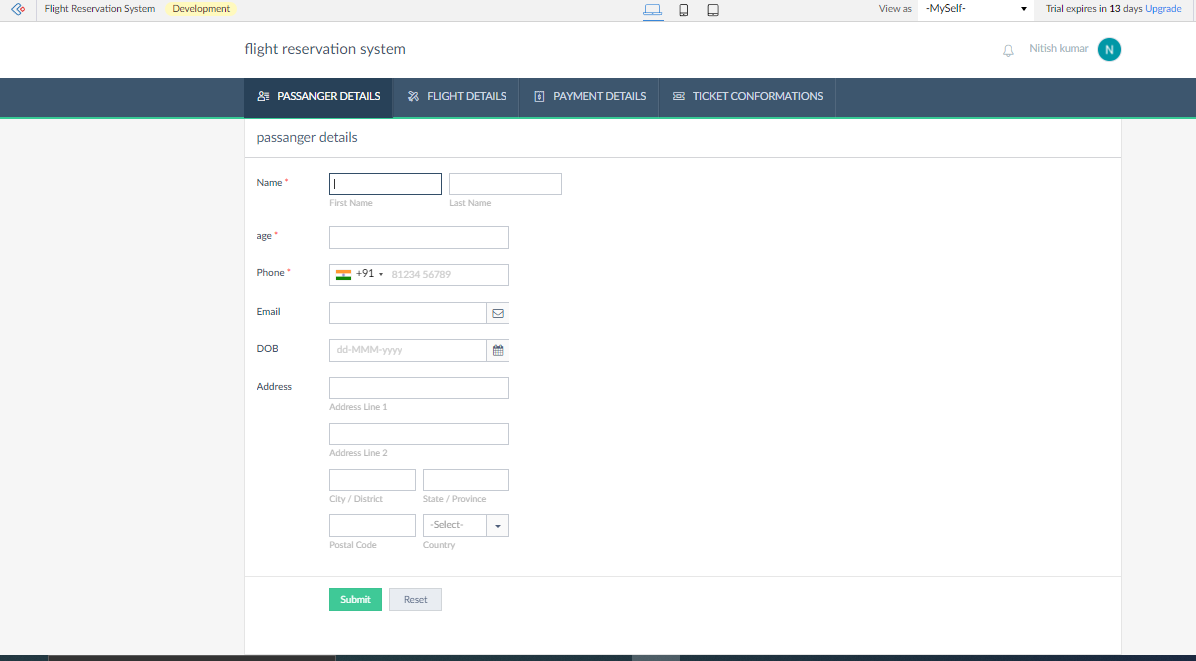 Flight Reservation System Development View as -MySelf- Trial expires in 13 days Upgrade
flight reservation system Nitish kumar N
PASSANGER DETAILS FLIGHT DETAILS PAYMENT DETAILS TICKET CONFORMATIONS
passanger details
Name *
First Name Last Name
age *
Phone * +91 81234 56789
Email
DOB dd-MMM-yyyy
Address
Address Line 1
Address Line 2
City / District State / Province
-Select-
Postal Code Country
Submit Reset